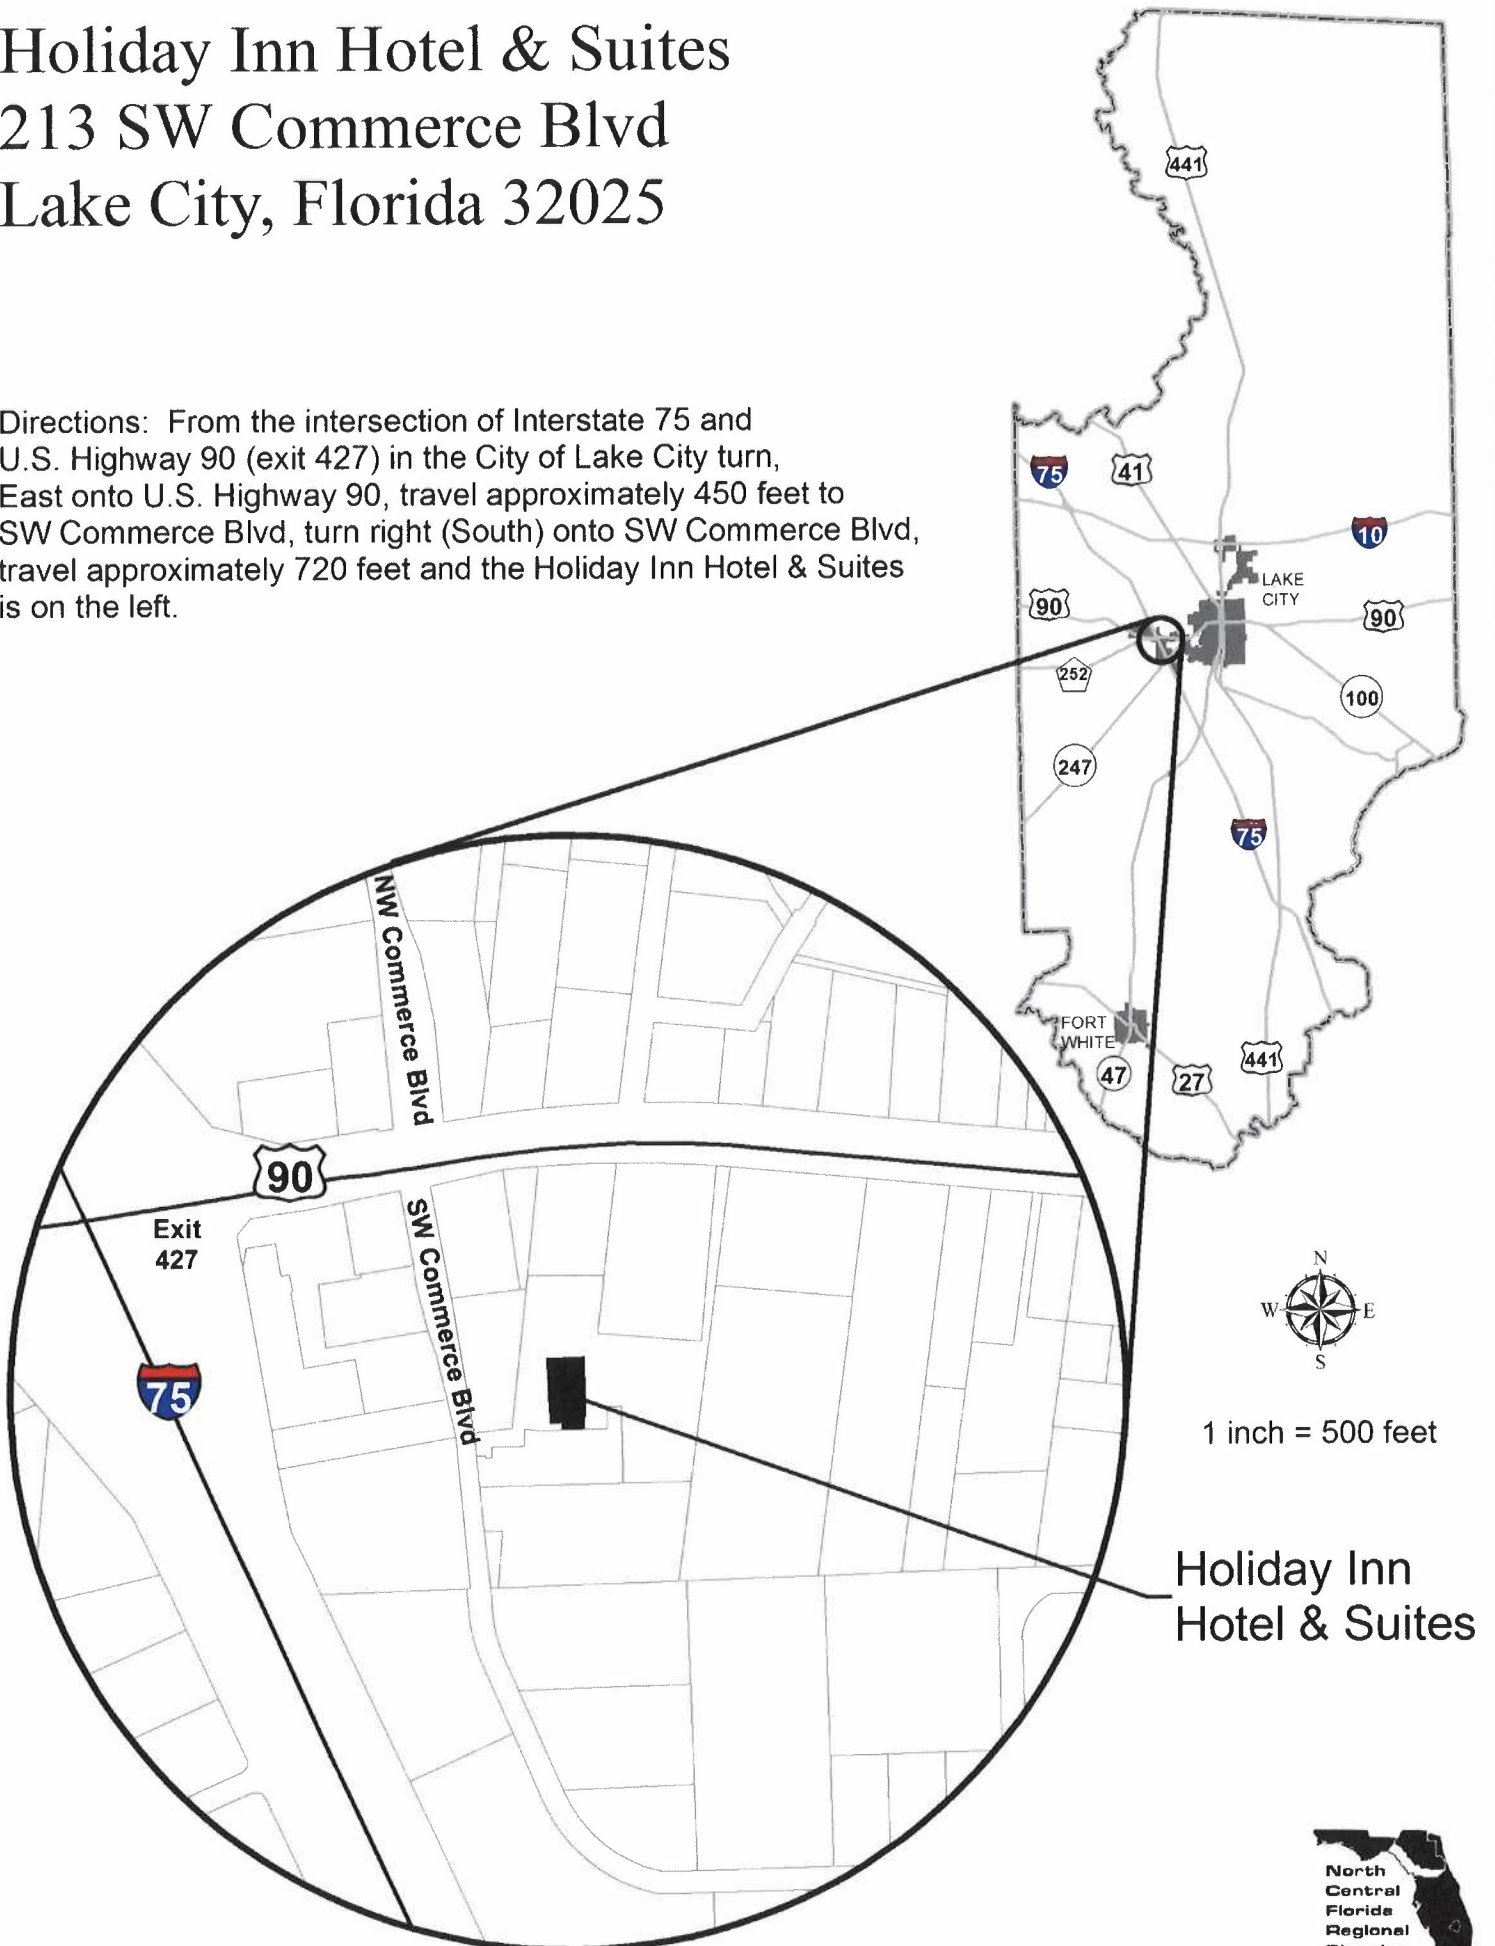 Holiday Inn Hotel & Suites
213 SW Commerce Blvd
Lake City, Florida 32025
Directions: From the intersection of Interstate 75 and
U.S. Highway 90 (exit 427) in the City of Lake City turn,
East onto U.S. Highway 90, travel approximately 450 feet to
SW Commerce Blvd, turn right (South) onto SW Commerce Blvd,
travel approximately 720 feet and the Holiday Inn Hotel & Suites
is on the left.
441
75
41
10
LAKE
CITY
90
90
252
100
247
75
FORT
WHITE
47
27
441
NW Commerce Blvd
90
Exit
427
SW Commerce Blvd
75
N
W
E
S
1 inch = 500 feet
Holiday Inn
Hotel & Suites
North
Central
Florida
Regional